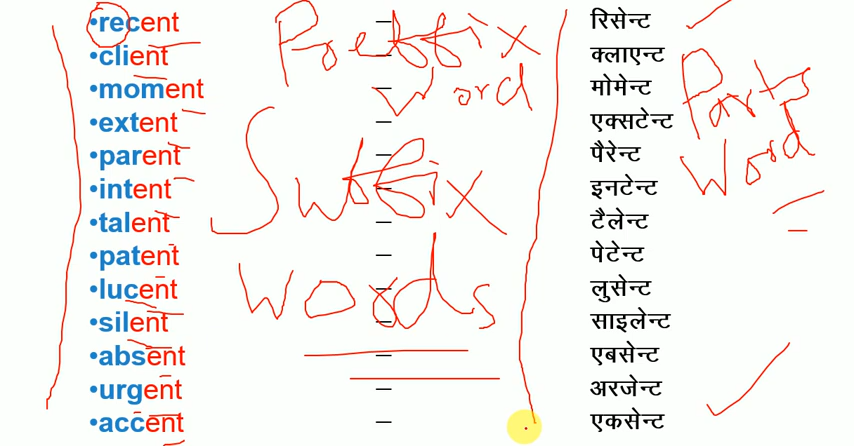 •recent – रिसेन्ट
•client – क्लाएन्ट
•moment – मोमेन्ट
•extent – एक्सटेन्ट
•parent – पैरेन्ट
•intent – इनटेन्ट
•talent – टैलेन्ट
•patent – पेटेन्ट
•lucent – लुसेन्ट
•silent – साइलेन्ट
•absent – एबसेन्ट
•urgent – अरजेन्ट
•accent – एकसेन्ट
Preffix
Word
Suffix
words
Parts
Word